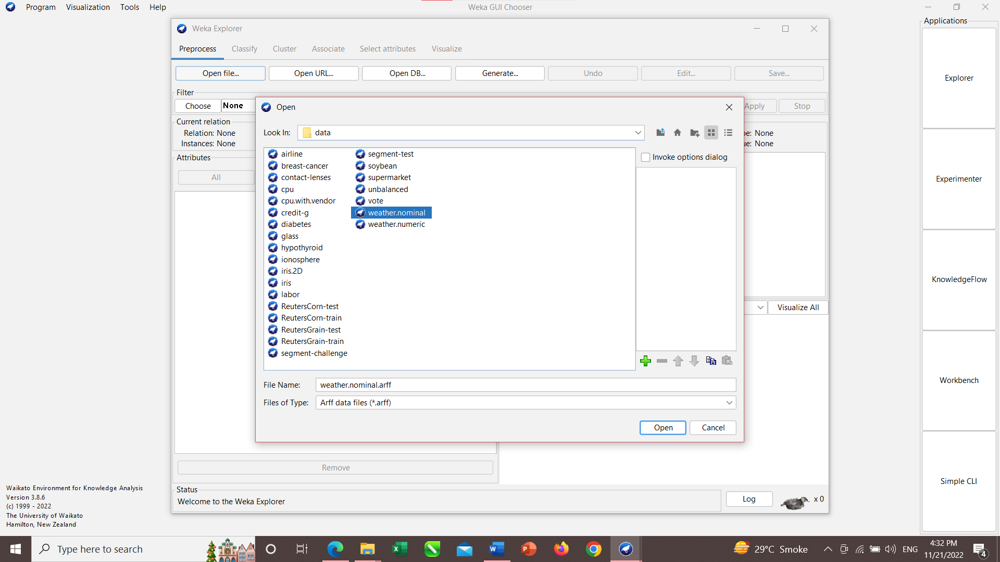 Program Visualization Tools Help
Weka GUI Chooser
Applications
Weka Explorer
Preprocess Classify Cluster Associate Select attributes Visualize
Open file... Open URL... Open DB... Generate... Undo Edit... Save...
Filter
Choose None
Apply Stop
Current relation
Relation: None
Instances: None
None
None
Attributes
All
Open
Look In: data
airline
breast-cancer
contact-lenses
cpu
cpu.with.vendor
credit-g
diabetes
glass
hypothyroid
ionosphere
iris.2D
iris
labor
ReutersCorn-test
ReutersCorn-train
ReutersGrain-test
ReutersGrain-train
segment-challenge
segment-test
soybean
supermarket
unbalanced
vote
weather.nominal
weather.numeric
Invoke options dialog
File Name: weather.nominal.arff
Files of Type: Arff data files (*.arff)
Open Cancel
Visualize All
Remove
Status
Welcome to the Weka Explorer
Log
x 0
Explorer
Experimenter
KnowledgeFlow
Workbench
Simple CLI
Waikato Environment for Knowledge Analysis
Version 3.8.6
(c) 1999 - 2022
The University of Waikato
Hamilton, New Zealand
Type here to search
29°C Smoke
ENG
4:32 PM
11/21/2022
4